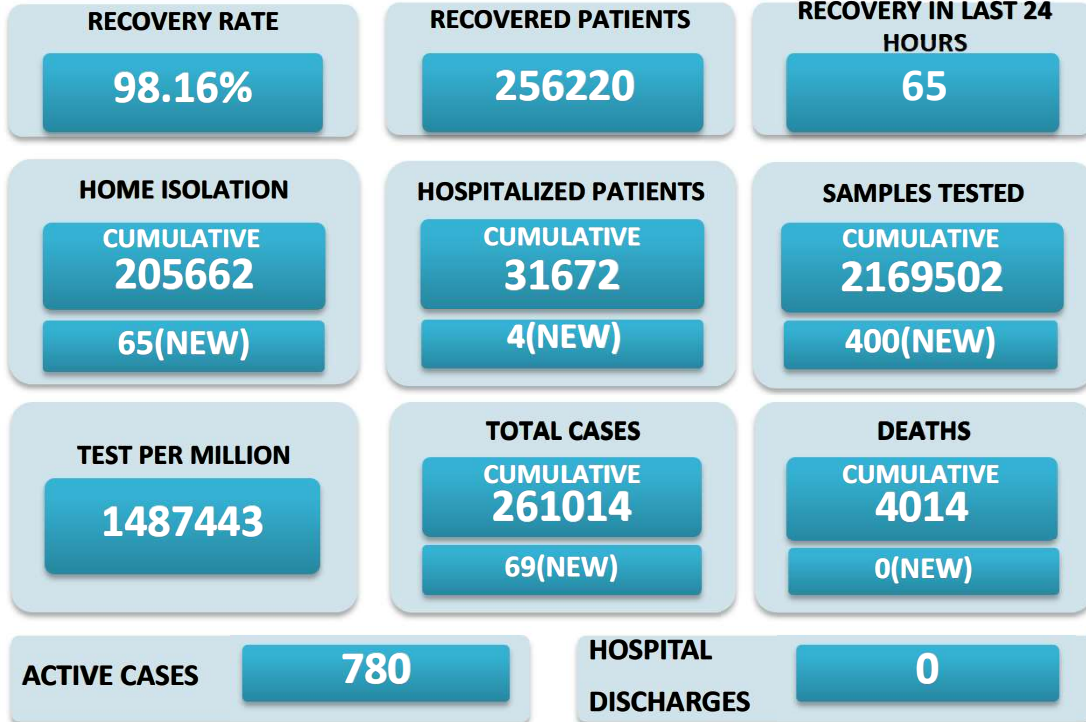 RECOVERY RATE
98.16%
RECOVERED PATIENTS
256220
RECOVERY IN LAST 24
HOURS
65
HOME ISOLATION
CUMULATIVE
205662
65(NEW)
HOSPITALIZED PATIENTS
CUMULATIVE
31672
4(NEW)
SAMPLES TESTED
CUMULATIVE
2169502
400(NEW)
TEST PER MILLION
1487443
TOTAL CASES
CUMULATIVE
261014
69(NEW)
DEATHS
CUMULATIVE
4014
0(NEW)
ACTIVE CASES
780
HOSPITAL
DISCHARGES
0